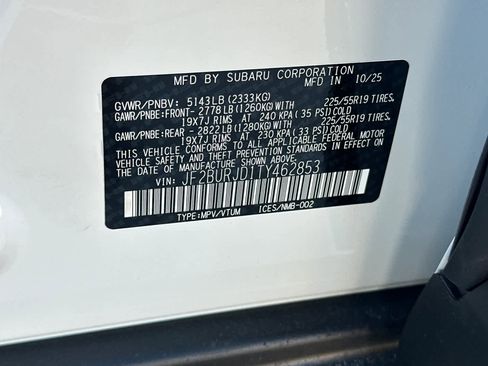 MFD BY SUBARU CORPORATION
MFD IN 10/25
GVWR/PNBV: 5143LB(2333KG)
GAWR/PNBE:FRONT-2778LB(1260KG)WITH 225/55R19 TIRES,
19X7J RIMS AT 240 KPA(35 PSI)COLD
GAWR/PNBE:REAR -2822LB(1280KG)WITH 225/55R19 TIRES,
19X7J RIMS AT 230 KPA(33 PSI)COLD
THIS VEHICLE CONFORMS TO ALL APPLICABLE FEDERAL MOTOR
VEHICLE SAFETY AND THEFT PREVENTION STANDARDS IN EFFECT ON
THE DATE OF MANUFACTURE SHOWN ABOVE.
VIN: JF2BURJD1TY462853
TYPE:MPV/VTUM ICES/NMB-002